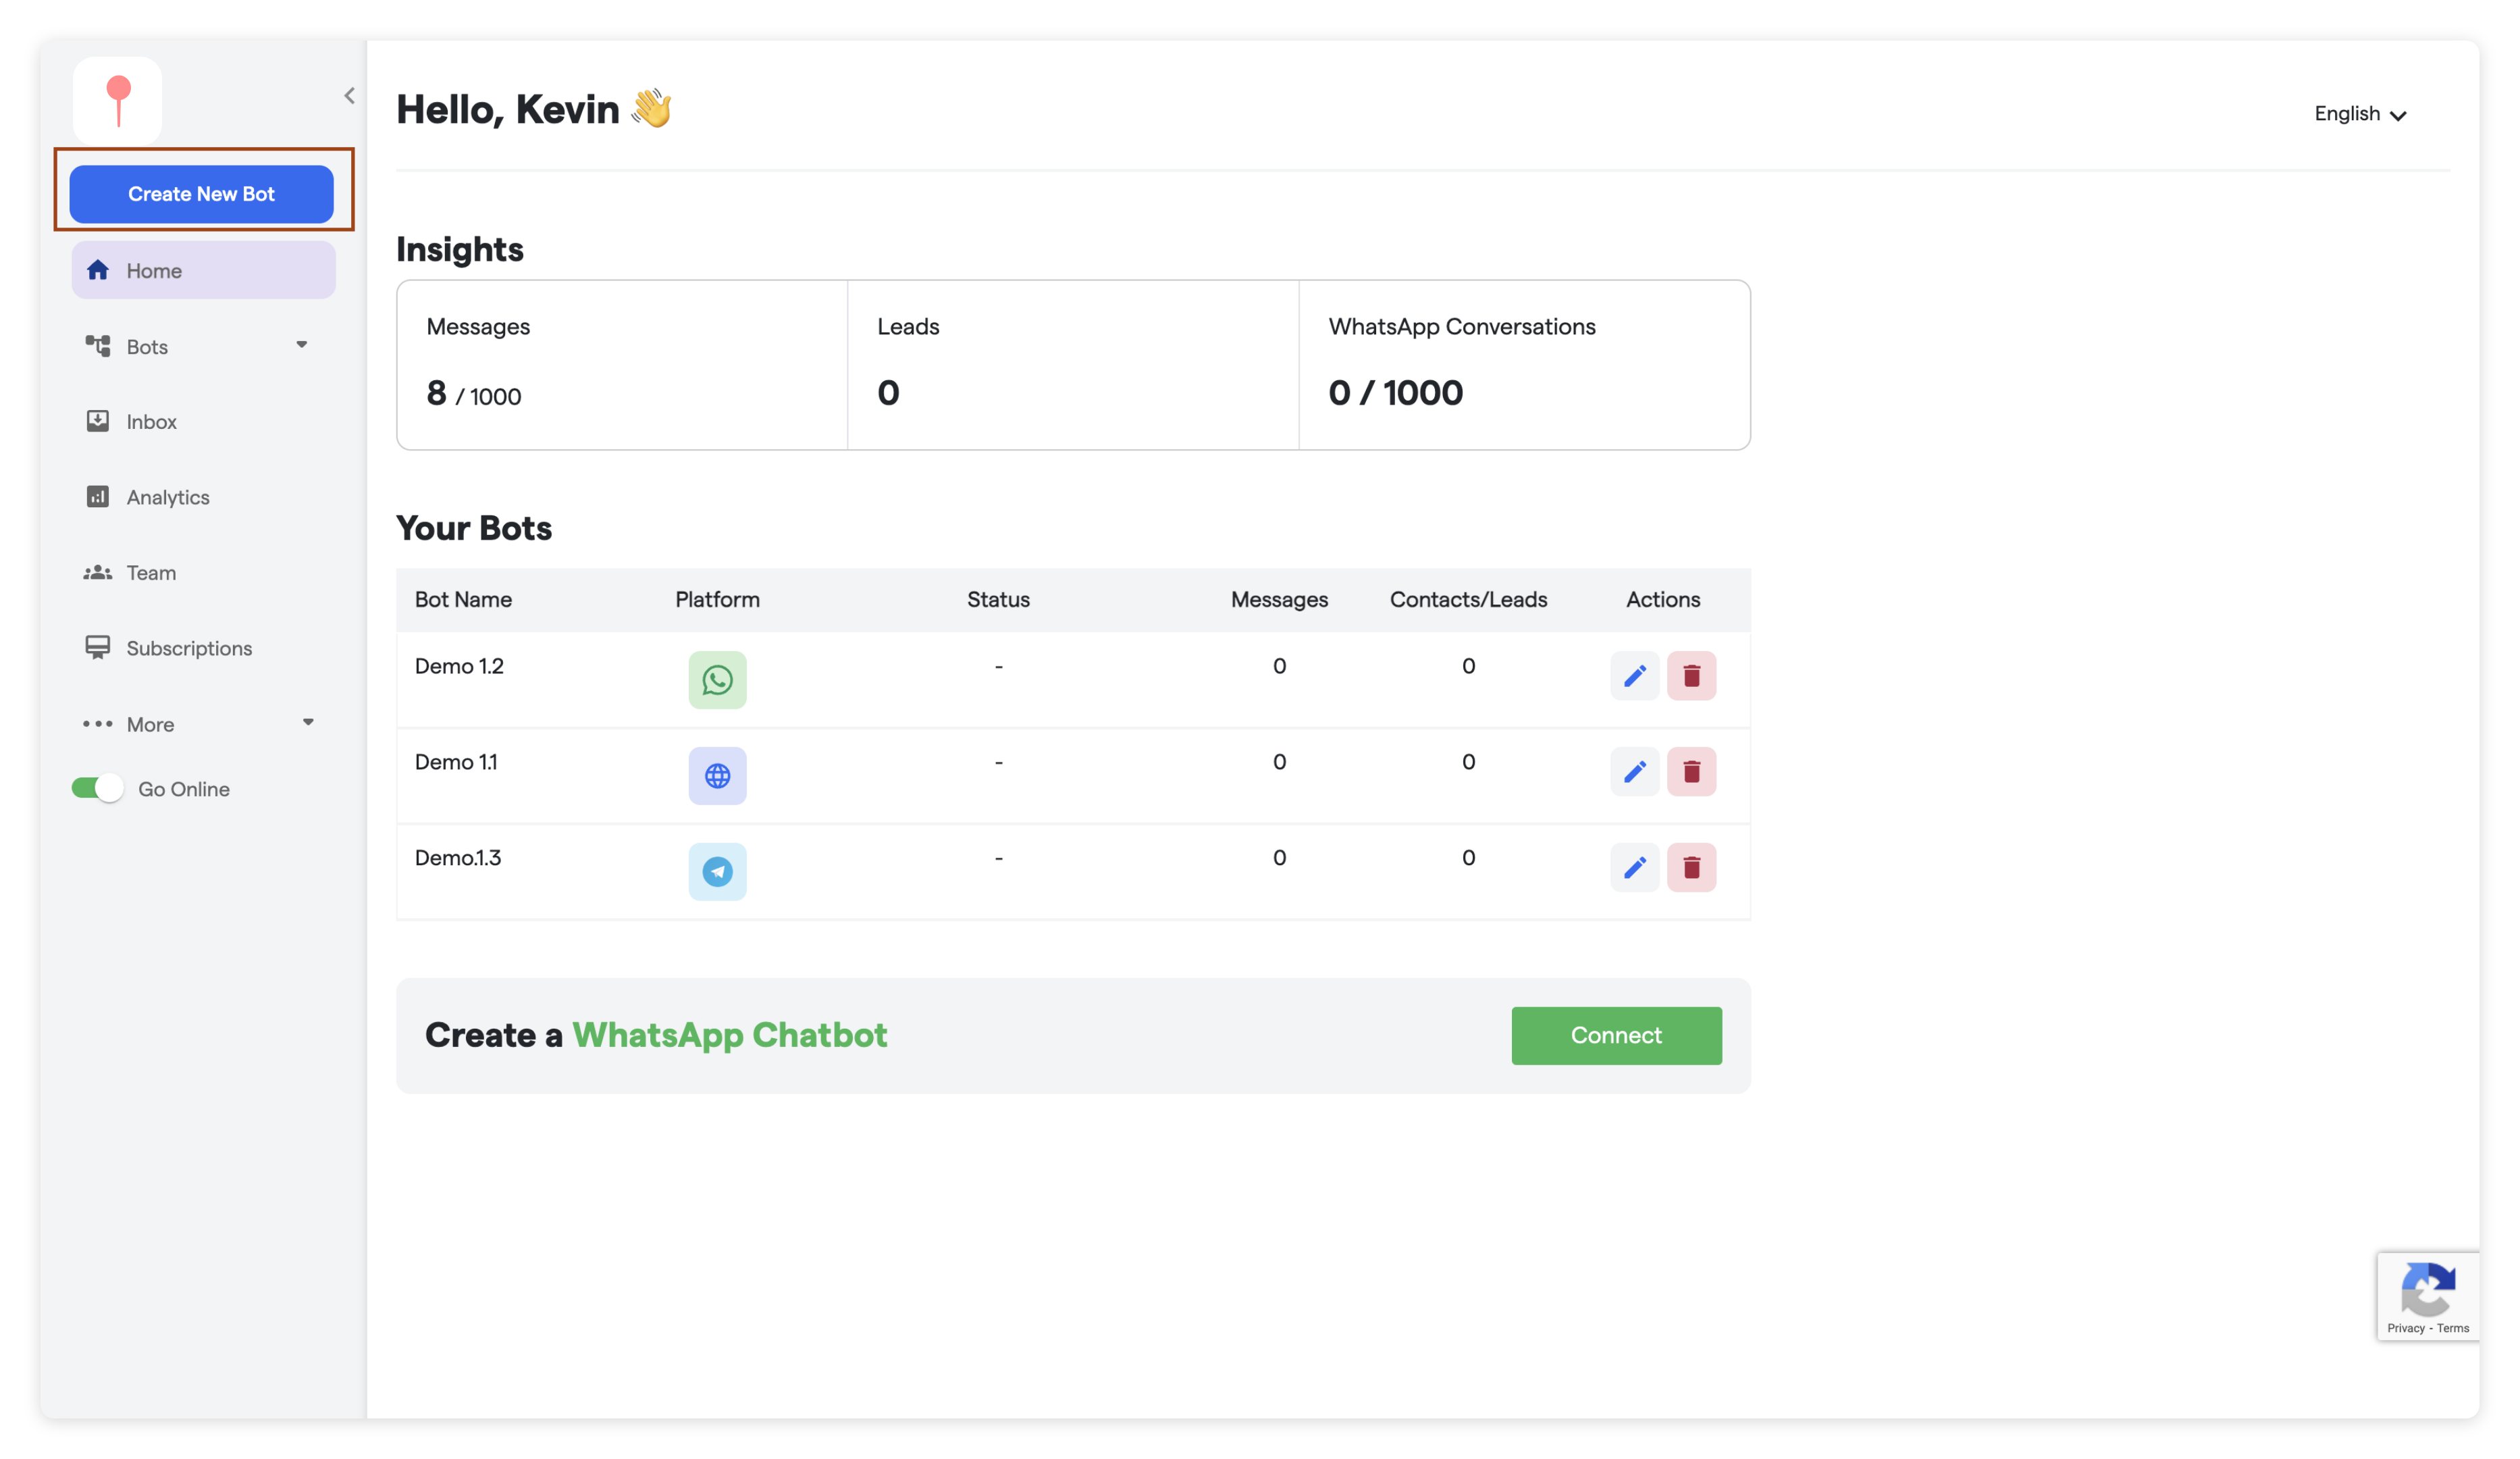 Create New Bot
Home
Bots
Inbox
Analytics
Team
Subscriptions
More
Go Online
Hello, Kevin 👋
English
Insights
Messages
8 / 1000
Leads
0
WhatsApp Conversations
0 / 1000
Your Bots
Bot Name Platform Status Messages Contacts/Leads Actions
Demo 1.2 - 0 0
Demo 1.1 - 0 0
Demo.1.3 - 0 0
Create a WhatsApp Chatbot
Connect
Privacy - Terms